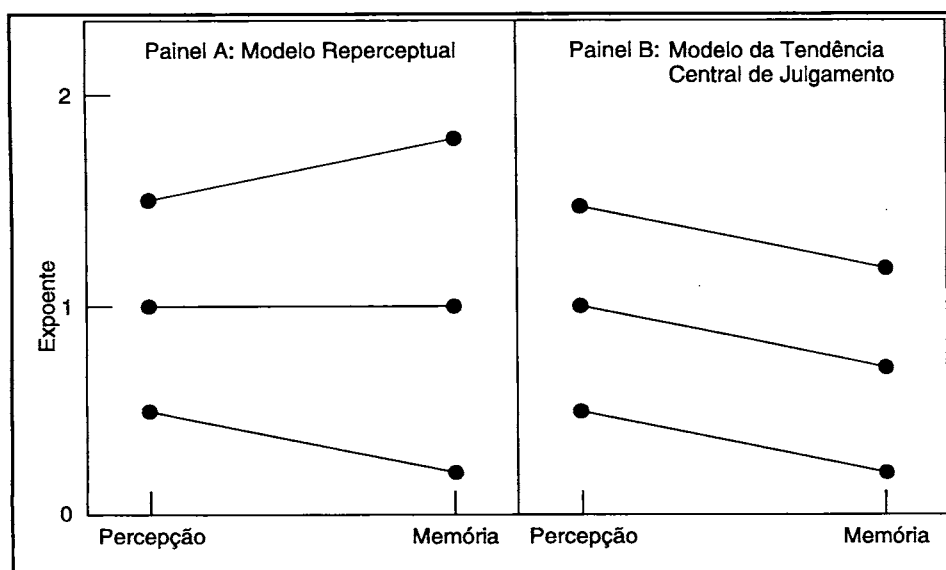 Painel A: Modelo Reperceptual
Painel B: Modelo da Tendência
Central de Julgamento
2
1
0
Expoente
Percepção
Memória
Percepção
Memória